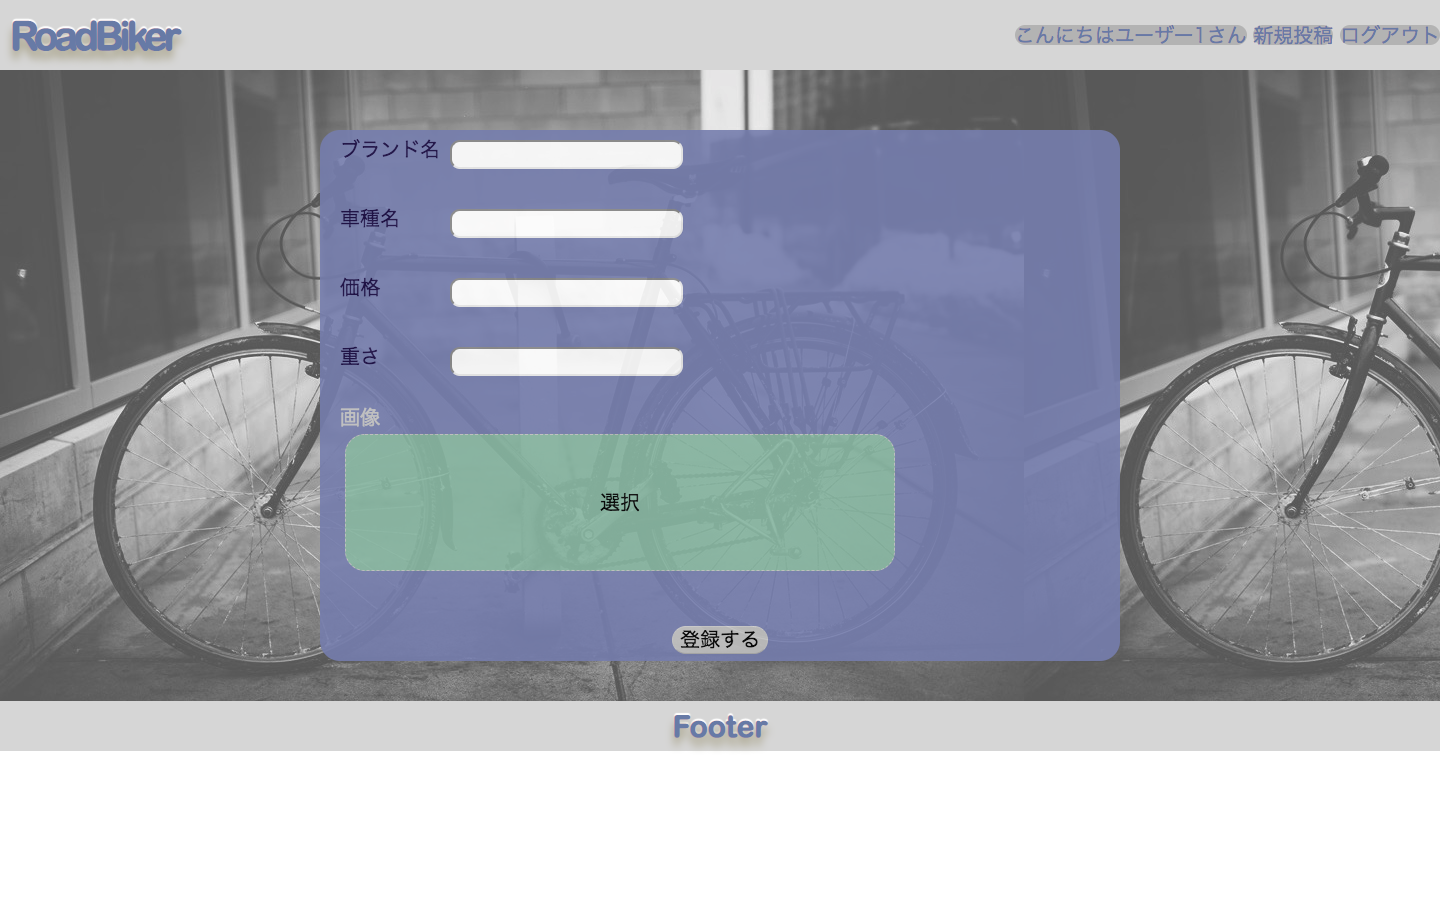 RoadBiker
こんにちはユーザー1さん 新規投稿 ログアウト
ブランド名
車種名
価格
重さ
画像
選択
登録する
Footer